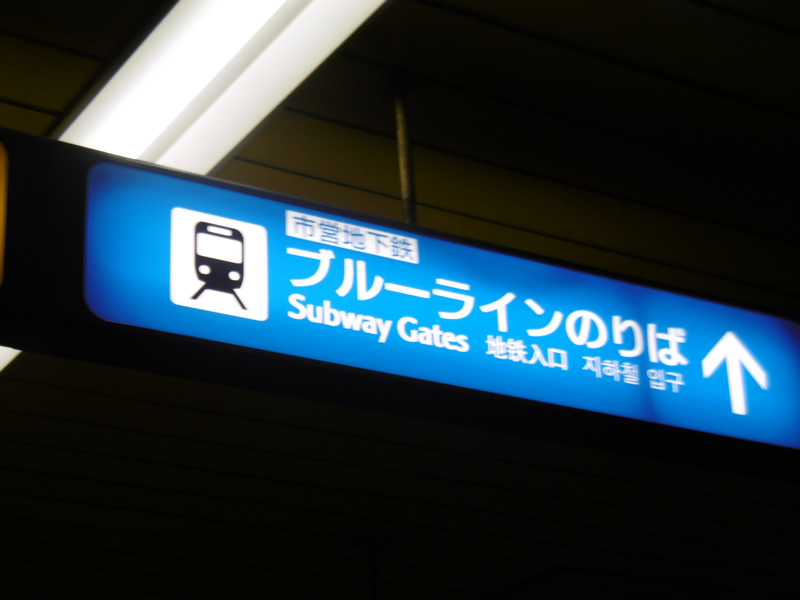 市営地下鉄
ブルーラインのりば
Subway Gates 地铁入口 지하철 입구